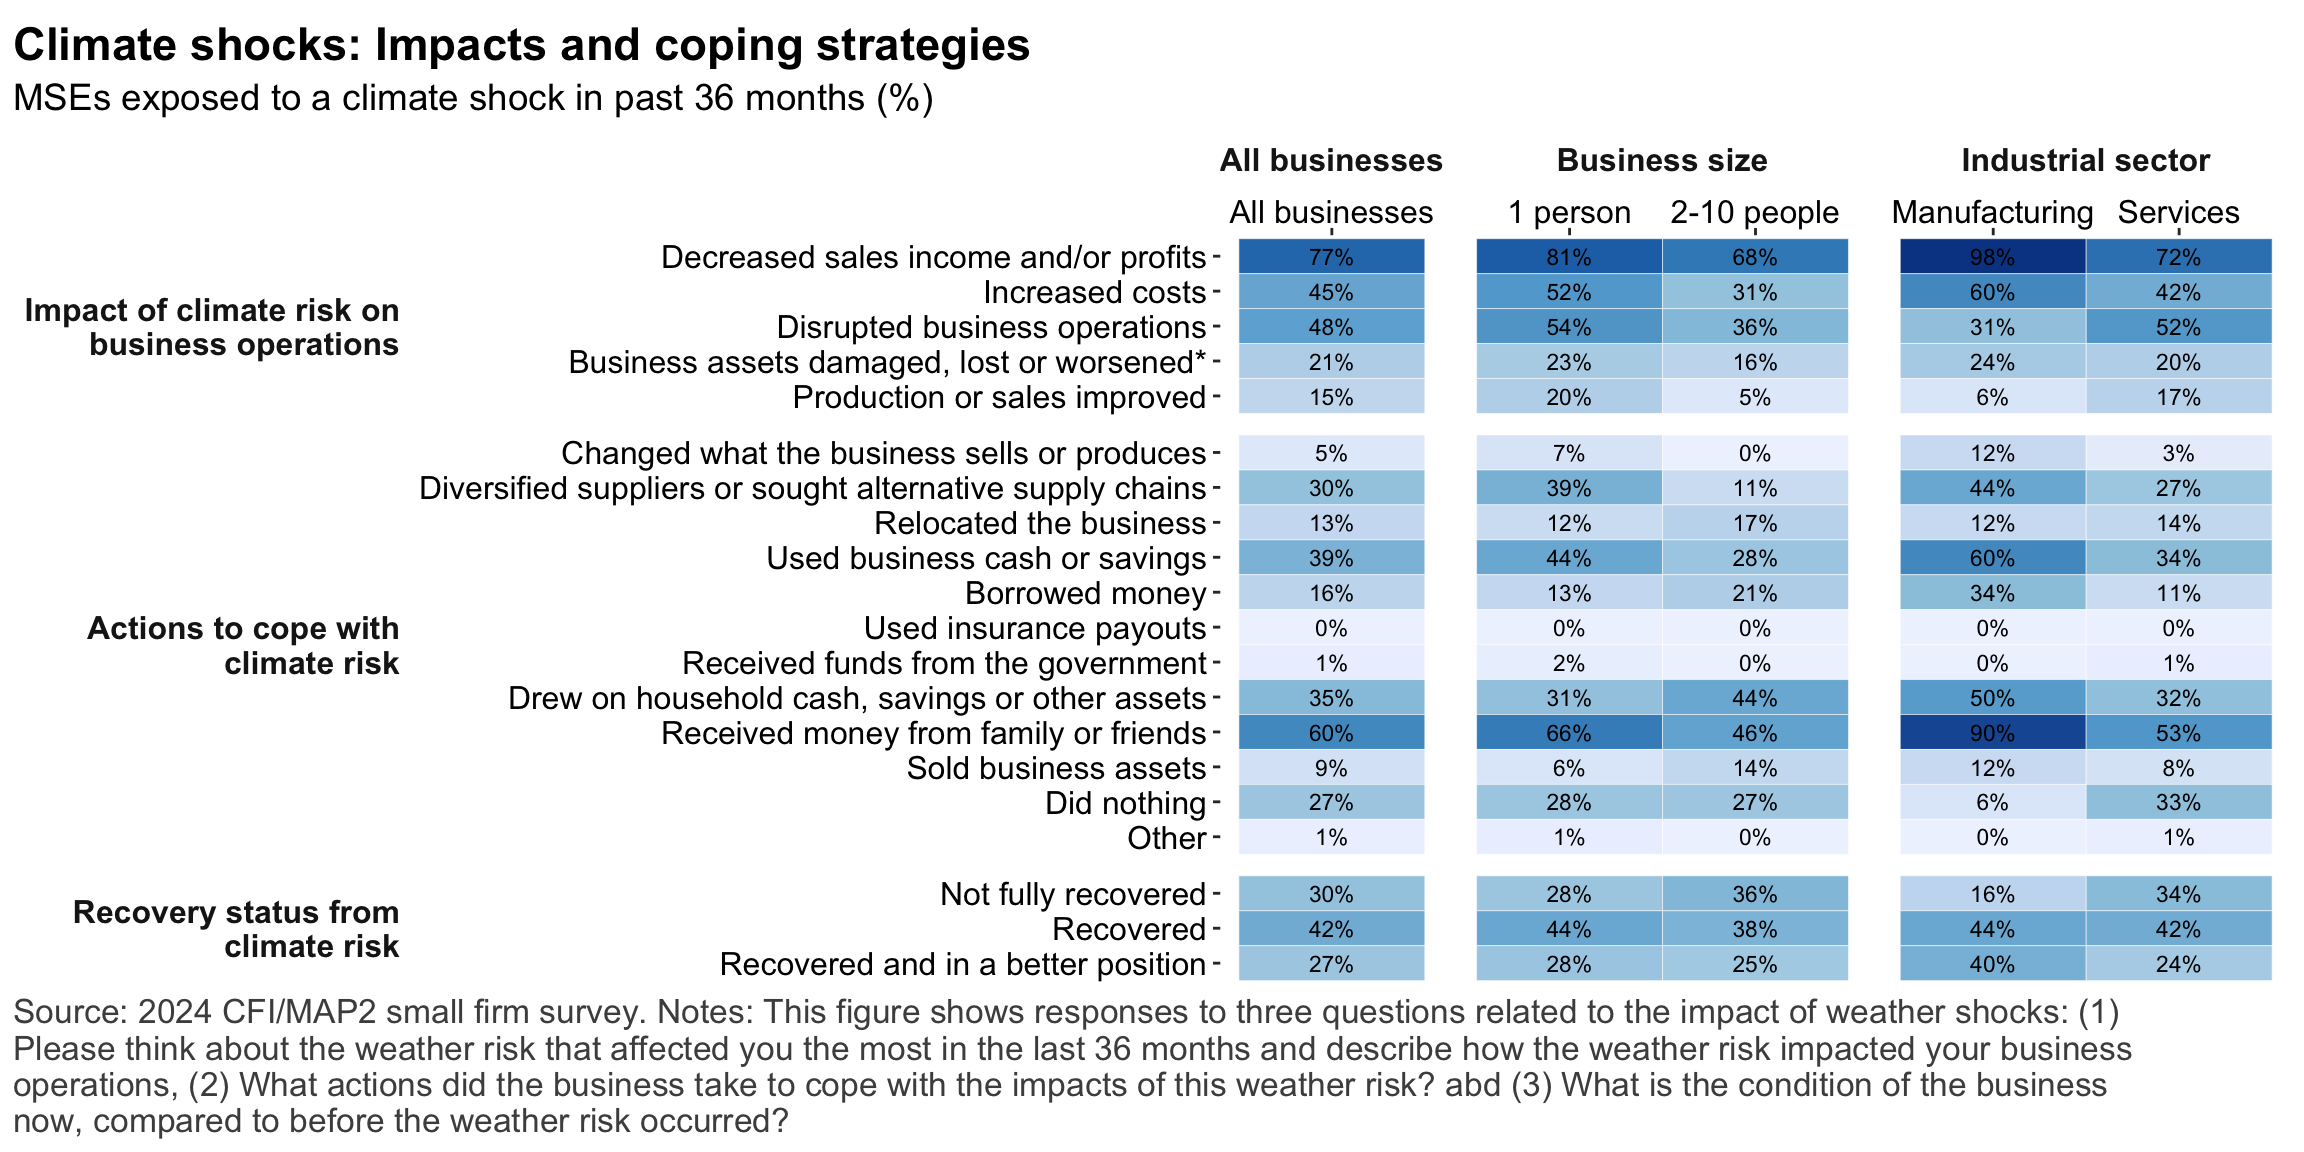 Climate shocks: Impacts and coping strategies
MSEs exposed to a climate shock in past 36 months (%)
All businesses Business size Industrial sector
All businesses 1 person 2-10 people Manufacturing Services
Decreased sales income and/or profits 77% 81% 68% 98% 72%
Increased costs 45% 52% 31% 60% 42%
Impact of climate risk on
business operations
Disrupted business operations 48% 54% 36% 31% 52%
Business assets damaged, lost or worsened* 21% 23% 16% 24% 20%
Production or sales improved 15% 20% 5% 6% 17%
Changed what the business sells or produces 5% 7% 0% 12% 3%
Diversified suppliers or sought alternative supply chains 30% 39% 11% 44% 27%
Relocated the business 13% 12% 17% 12% 14%
Used business cash or savings 39% 44% 28% 60% 34%
Borrowed money 16% 13% 21% 34% 11%
Actions to cope with
climate risk
Used insurance payouts 0% 0% 0% 0% 0%
Received funds from the government 1% 2% 0% 0% 1%
Drew on household cash, savings or other assets 35% 31% 44% 50% 32%
Received money from family or friends 60% 66% 46% 90% 53%
Sold business assets 9% 6% 14% 12% 8%
Did nothing 27% 28% 27% 6% 33%
Other 1% 1% 0% 0% 1%
Recovery status from
climate risk
Not fully recovered 30% 28% 36% 16% 34%
Recovered 42% 44% 38% 44% 42%
Recovered and in a better position 27% 28% 25% 40% 24%
Source: 2024 CFI/MAP2 small firm survey. Notes: This figure shows responses to three questions related to the impact of weather shocks: (1)
Please think about the weather risk that affected you the most in the last 36 months and describe how the weather risk impacted your business
operations, (2) What actions did the business take to cope with the impacts of this weather risk? abd (3) What is the condition of the business
now, compared to before the weather risk occurred?